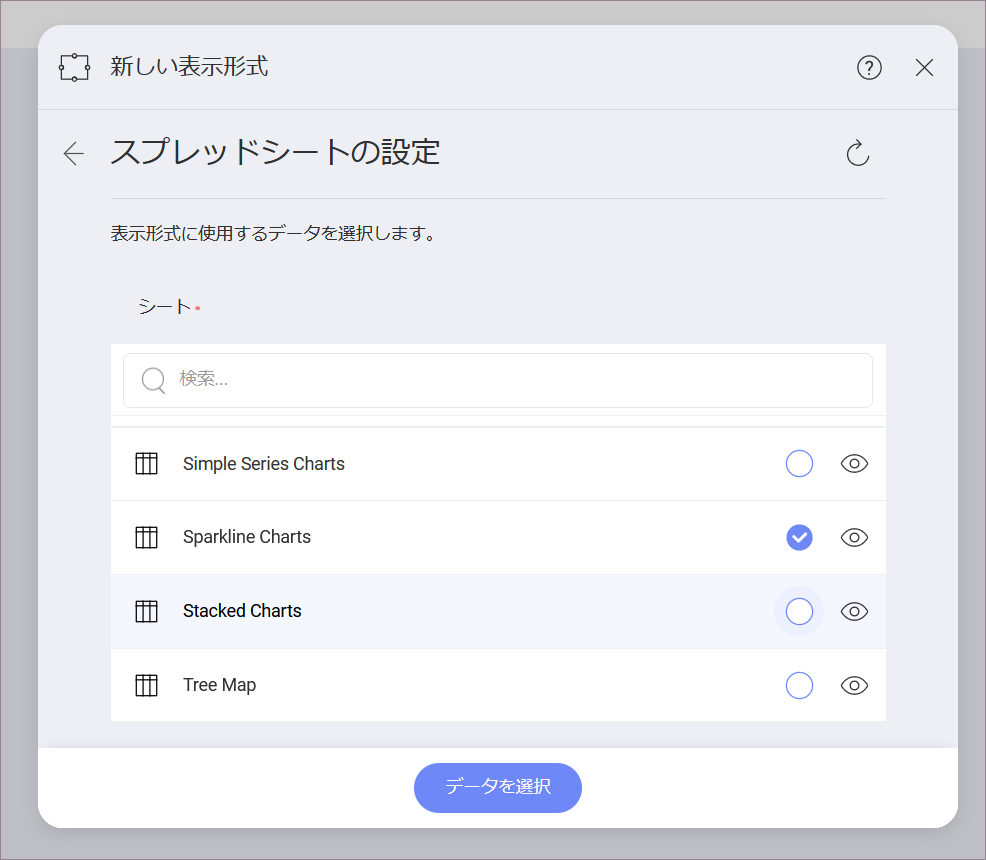 新しい表示形式
スプレッドシートの設定
表示形式に使用するデータを選択します。
シート
検索...
Simple Series Charts
Sparkline Charts
Stacked Charts
Tree Map
データを選択